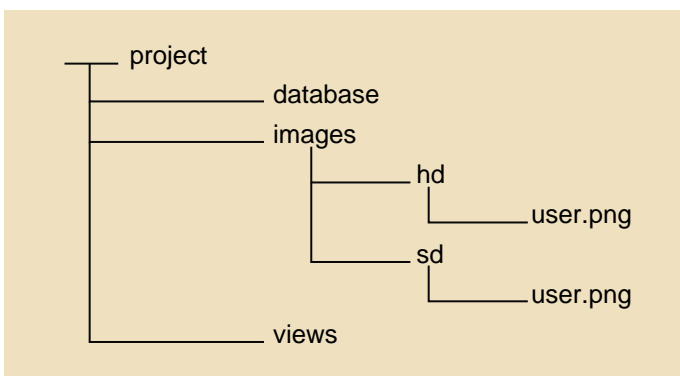 project
database
images
hd
user.png
sd
user.png
views